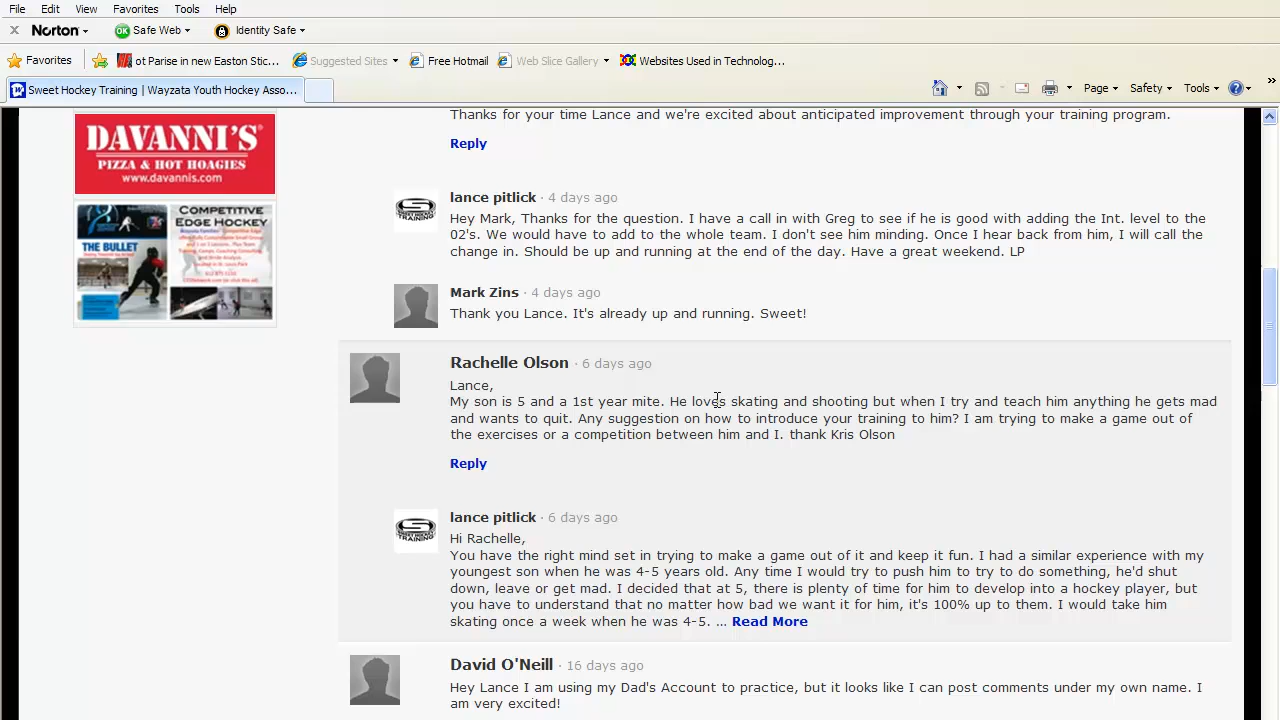 File Edit View Favorites Tools Help
x Norton OK Safe Web Identity Safe
Favorites ot Parise in new Easton Stic... Suggested Sites Free Hotmail Web Slice Gallery Websites Used in Technolog...
Sweet Hockey Training | Wayzata Youth Hockey Asso... Page Safety Tools »
DAVANNI'S®
PIZZA & HOT HOAGIES
www.davannis.com
THE BULLET
COMPETITIVE
EDGE HOCKEY
Thanks for your time Lance and we're excited about anticipated improvement through your training program.
Reply
lance pitlick · 4 days ago
Hey Mark, Thanks for the question. I have a call in with Greg to see if he is good with adding the Int. level to the
02's. We would have to add to the whole team. I don't see him minding. Once I hear back from him, I will call the
change in. Should be up and running at the end of the day. Have a great weekend. LP
Mark Zins · 4 days ago
Thank you Lance. It's already up and running. Sweet!
Rachelle Olson · 6 days ago
Lance,
My son is 5 and a 1st year mite. He loves skating and shooting but when I try and teach him anything he gets mad
and wants to quit. Any suggestion on how to introduce your training to him? I am trying to make a game out of
the exercises or a competition between him and I. thank Kris Olson
Reply
lance pitlick · 6 days ago
Hi Rachelle,
You have the right mind set in trying to make a game out of it and keep it fun. I had a similar experience with my
youngest son when he was 4-5 years old. Any time I would try to push him to try to do something, he'd shut
down, leave or get mad. I decided that at 5, there is plenty of time for him to develop into a hockey player, but
you have to understand that no matter how bad we want it for him, it's 100% up to them. I would take him
skating once a week when he was 4-5. ... Read More
David O'Neill · 16 days ago
Hey Lance I am using my Dad's Account to practice, but it looks like I can post comments under my own name. I
am very excited!